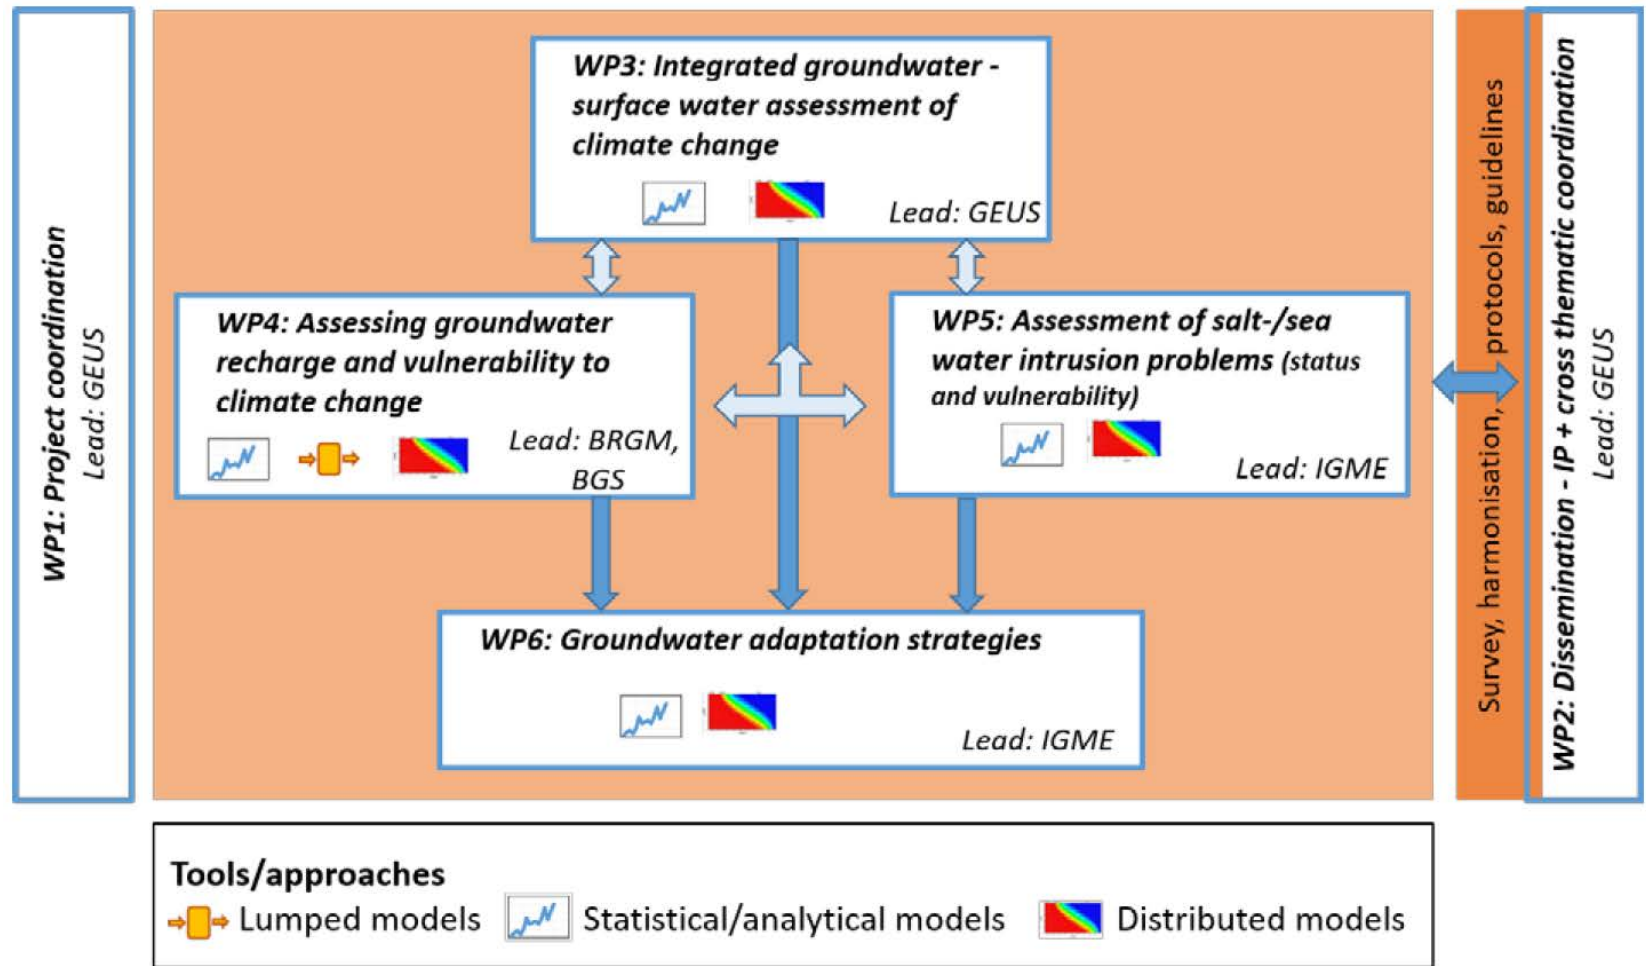 WP1: Project coordination
Lead: GEUS
WP3: Integrated groundwater -
surface water assessment of
climate change
Lead: GEUS
WP4: Assessing groundwater
recharge and vulnerability to
climate change
Lead: BRGM,
BGS
WP5: Assessment of salt-/sea
water intrusion problems (status
and vulnerability)
Lead: IGME
WP6: Groundwater adaptation strategies
Lead: IGME
Survey, harmonisation, protocols, guidelines
WP2: Dissemination - IP + cross thematic coordination
Lead: GEUS
Tools/approaches
Lumped models
Statistical/analytical models
Distributed models